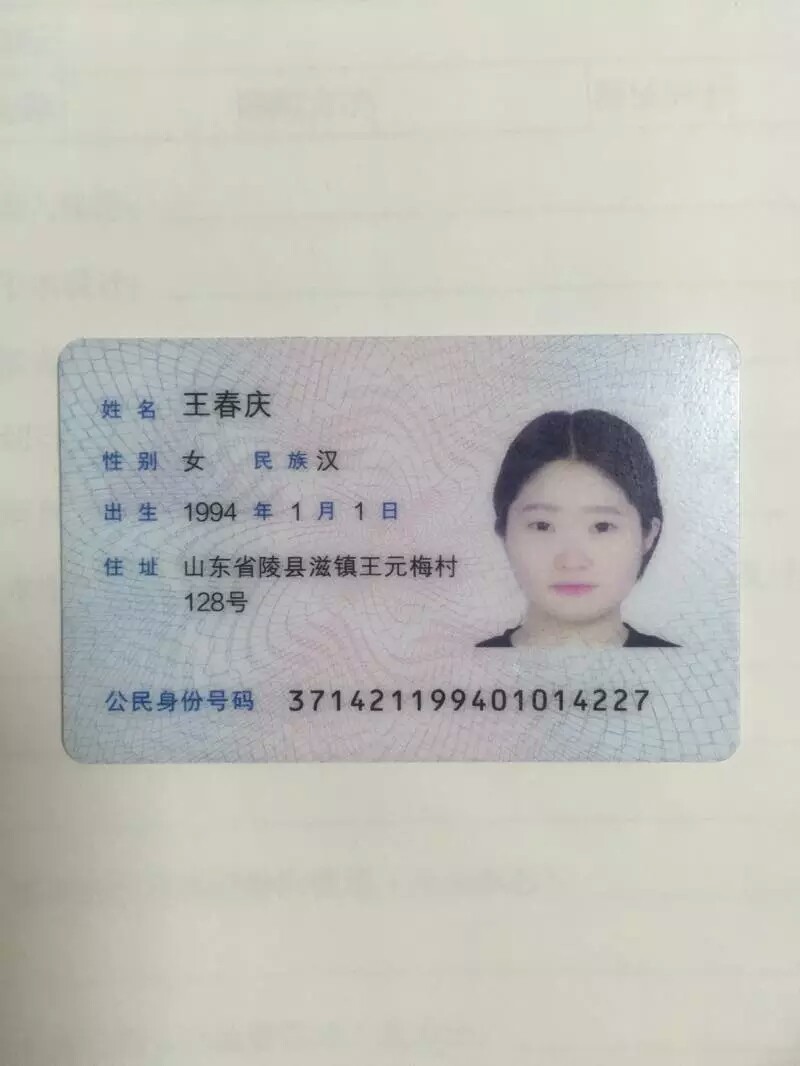 姓名 王春庆
性别 女 民族 汉
出生 1994 年 1 月 1 日
住址 山东省陵县滋镇王元梅村
128号
公民身份号码 371421199401014227